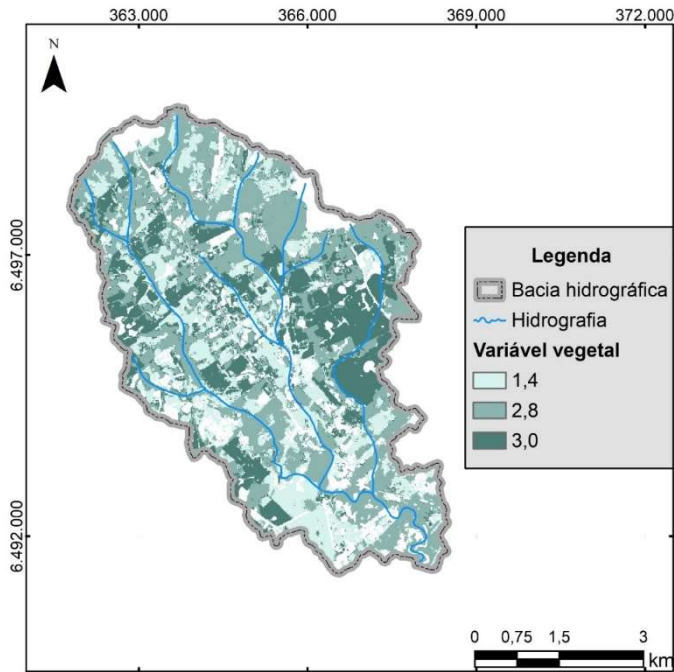 363.000 366.000 369.000 372.000
N
6.497.000
6.492.000
Legenda
Bacia hidrográfica
Hidrografia
Variável vegetal
1,4
2,8
3,0
0 0,75 1,5 3
km